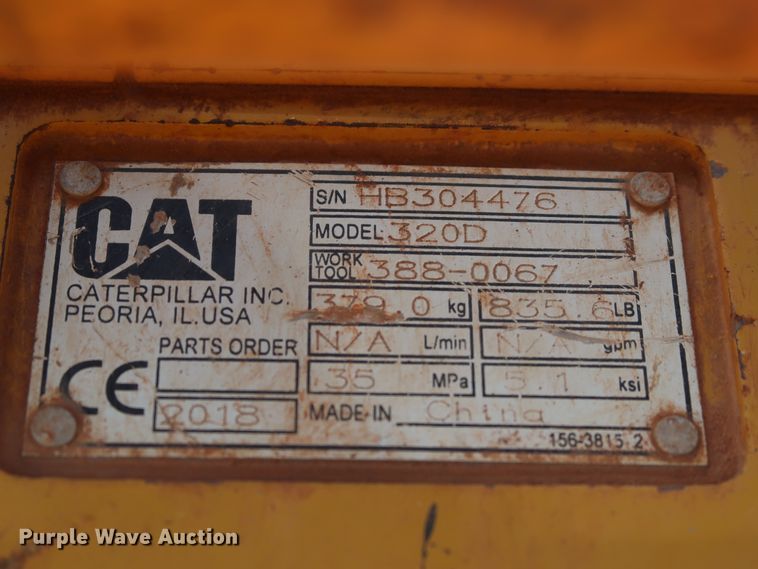 CAT
CATERPILLAR INC.
PEORIA, IL. USA
S/N HB304476
MODEL 320D
WORK TOOL 388-0067
379.0 kg 835.6 LB
N/A L/min N/A gpm
35 MPa 5.1 ksi
PARTS ORDER
CE
2018
MADE IN China
156-3815 2
Purple Wave Auction